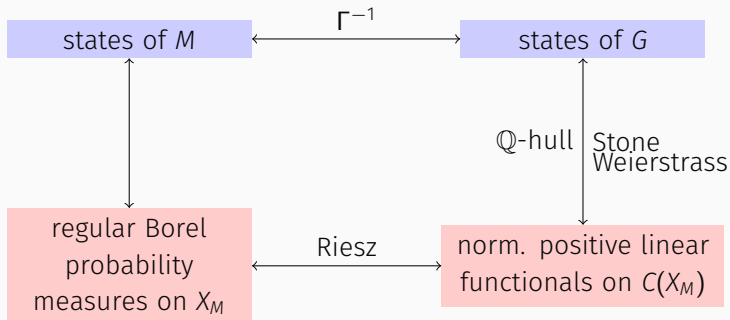 Γ⁻¹
states of M
states of G
ℚ-hull
Stone
Weierstrass
regular Borel
probability
measures on X_M
Riesz
norm. positive linear
functionals on C(X_M)